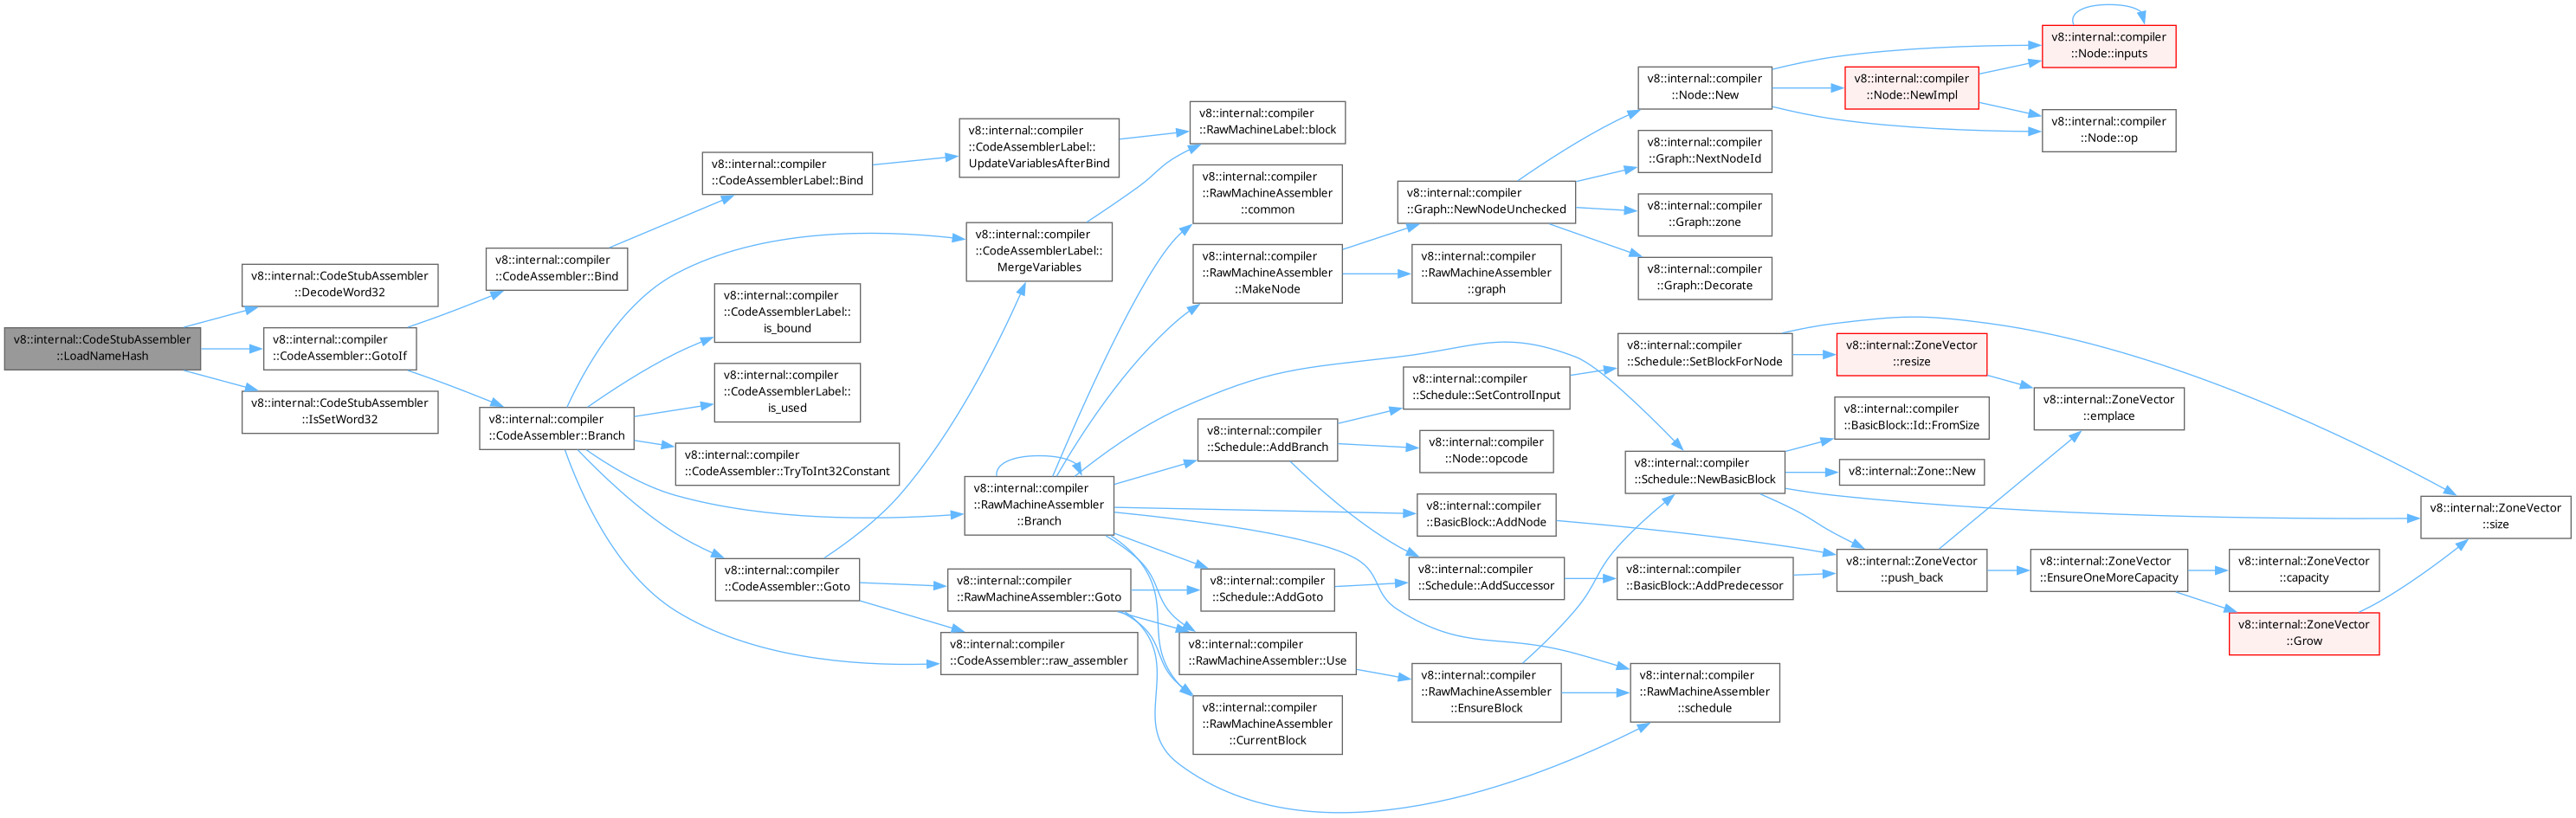 v8::internal::CodeStubAssembler
::LoadNameHash
v8::internal::CodeStubAssembler
::DecodeWord32
v8::internal::compiler
::CodeAssembler::GotoIf
v8::internal::CodeStubAssembler
::IsSetWord32
v8::internal::compiler
::CodeAssembler::Bind
v8::internal::compiler
::CodeAssembler::Branch
v8::internal::compiler
::CodeAssemblerLabel::Bind
v8::internal::compiler
::CodeAssemblerLabel::
is_bound
v8::internal::compiler
::CodeAssemblerLabel::
is_used
v8::internal::compiler
::CodeAssembler::TryToInt32Constant
v8::internal::compiler
::CodeAssembler::Goto
v8::internal::compiler
::CodeAssemblerLabel::
UpdateVariablesAfterBind
v8::internal::compiler
::CodeAssemblerLabel::
MergeVariables
v8::internal::compiler
::RawMachineAssembler
::Branch
v8::internal::compiler
::RawMachineAssembler::Goto
v8::internal::compiler
::CodeAssembler::raw_assembler
v8::internal::compiler
::RawMachineLabel::block
v8::internal::compiler
::RawMachineAssembler
::common
v8::internal::compiler
::RawMachineAssembler
::MakeNode
v8::internal::compiler
::Schedule::AddBranch
v8::internal::compiler
::Schedule::AddGoto
v8::internal::compiler
::RawMachineAssembler::Use
v8::internal::compiler
::RawMachineAssembler
::CurrentBlock
v8::internal::compiler
::Graph::NewNodeUnchecked
v8::internal::compiler
::RawMachineAssembler
::graph
v8::internal::compiler
::Schedule::SetControlInput
v8::internal::compiler
::Node::opcode
v8::internal::compiler
::BasicBlock::AddNode
v8::internal::compiler
::Schedule::AddSuccessor
v8::internal::compiler
::RawMachineAssembler
::EnsureBlock
v8::internal::compiler
::Node::New
v8::internal::compiler
::Graph::NextNodeId
v8::internal::compiler
::Graph::zone
v8::internal::compiler
::Graph::Decorate
v8::internal::compiler
::Schedule::SetBlockForNode
v8::internal::compiler
::Schedule::NewBasicBlock
v8::internal::compiler
::BasicBlock::AddPredecessor
v8::internal::compiler
::RawMachineAssembler
::schedule
v8::internal::compiler
::Node::NewImpl
v8::internal::ZoneVector
::resize
v8::internal::compiler
::BasicBlock::Id::FromSize
v8::internal::Zone::New
v8::internal::ZoneVector
::push_back
v8::internal::compiler
::Node::inputs
v8::internal::compiler
::Node::op
v8::internal::ZoneVector
::emplace
v8::internal::ZoneVector
::EnsureOneMoreCapacity
v8::internal::ZoneVector
::capacity
v8::internal::ZoneVector
::Grow
v8::internal::ZoneVector
::size